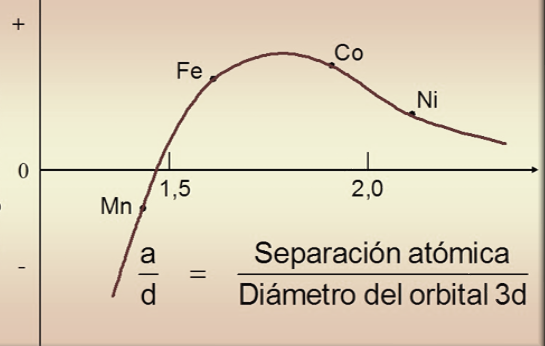 +
Co
Fe
Ni
0
1,5 2,0
Mn
a/d = Separación atómica/Diámetro del orbital 3d
-